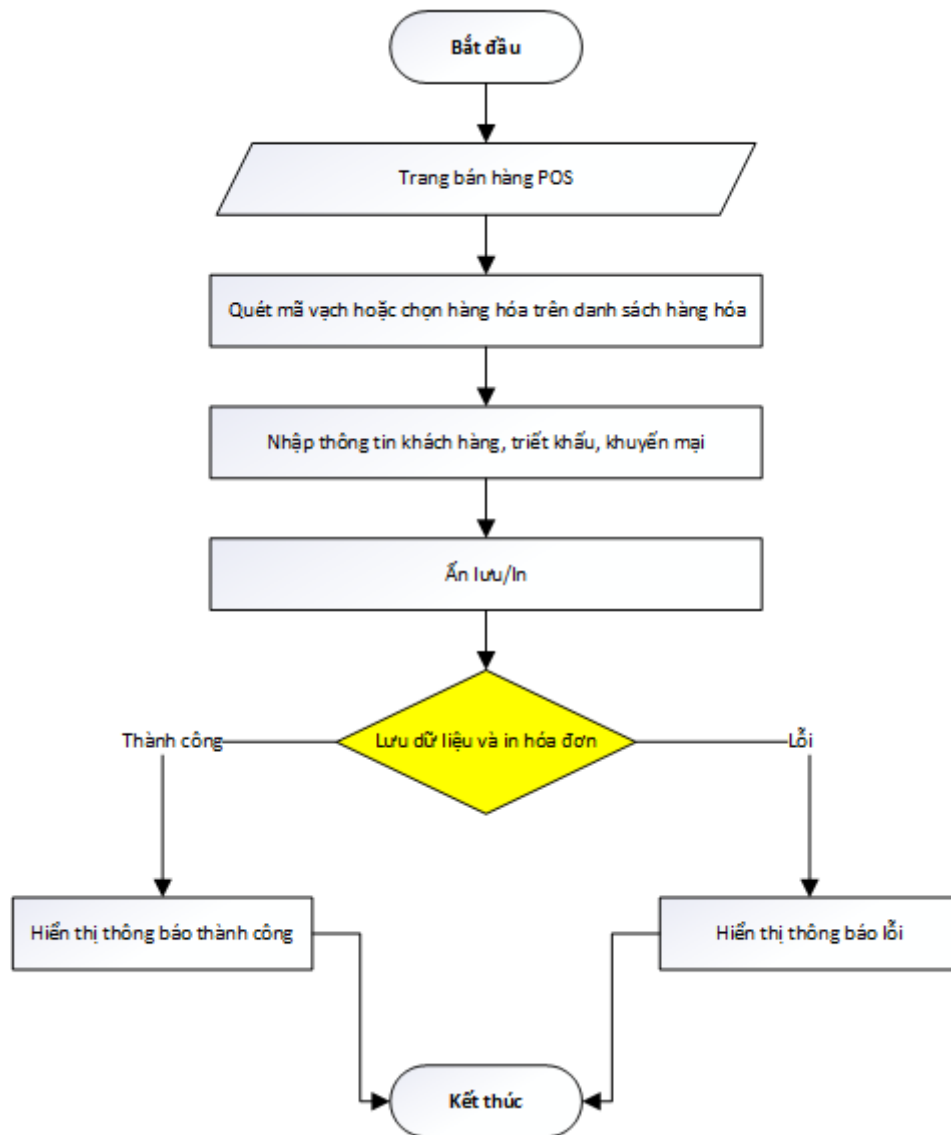 Bắt đầu
Trang bán hàng POS
Quét mã vạch hoặc chọn hàng hóa trên danh sách hàng hóa
Nhập thông tin khách hàng, triết khấu, khuyến mại
Ấn lưu/In
Thành công
Lưu dữ liệu và in hóa đơn
Lỗi
Hiển thị thông báo thành công
Hiển thị thông báo lỗi
Kết thúc